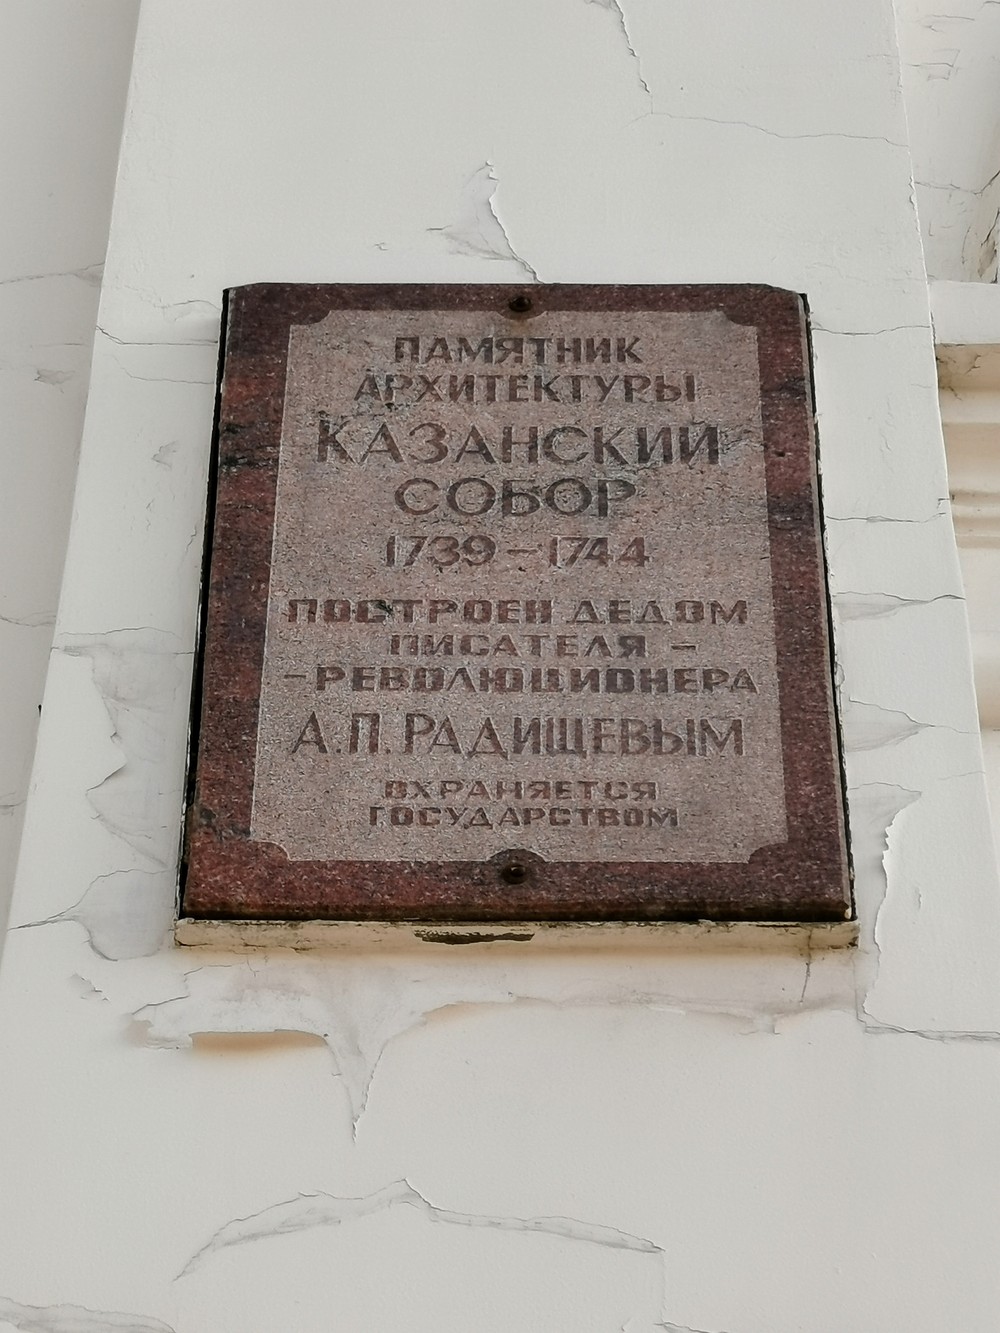 ПАМЯТНИК
АРХИТЕКТУРЫ
КАЗАНСКИЙ
СОБОР
1739-1744
ПОСТРОЕН ДЕДОМ
ПИСАТЕЛЯ -
-РЕВОЛЮЦИОНЕРА
А.П. РАДИЩЕВЫМ
ОХРАНЯЕТСЯ
ГОСУДАРСТВОМ